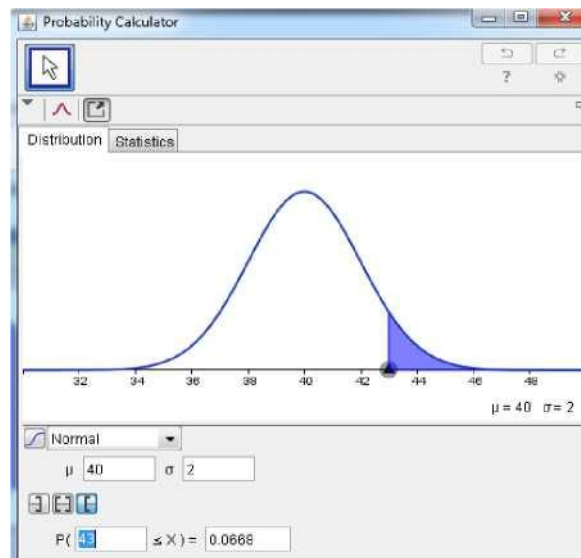 Probability Calculator
?
Distribution Statistics
32 34 36 38 40 42 44 46 48
μ = 40 σ = 2
Normal
μ 40 σ 2
P( 43 ≤ X ) = 0.0668